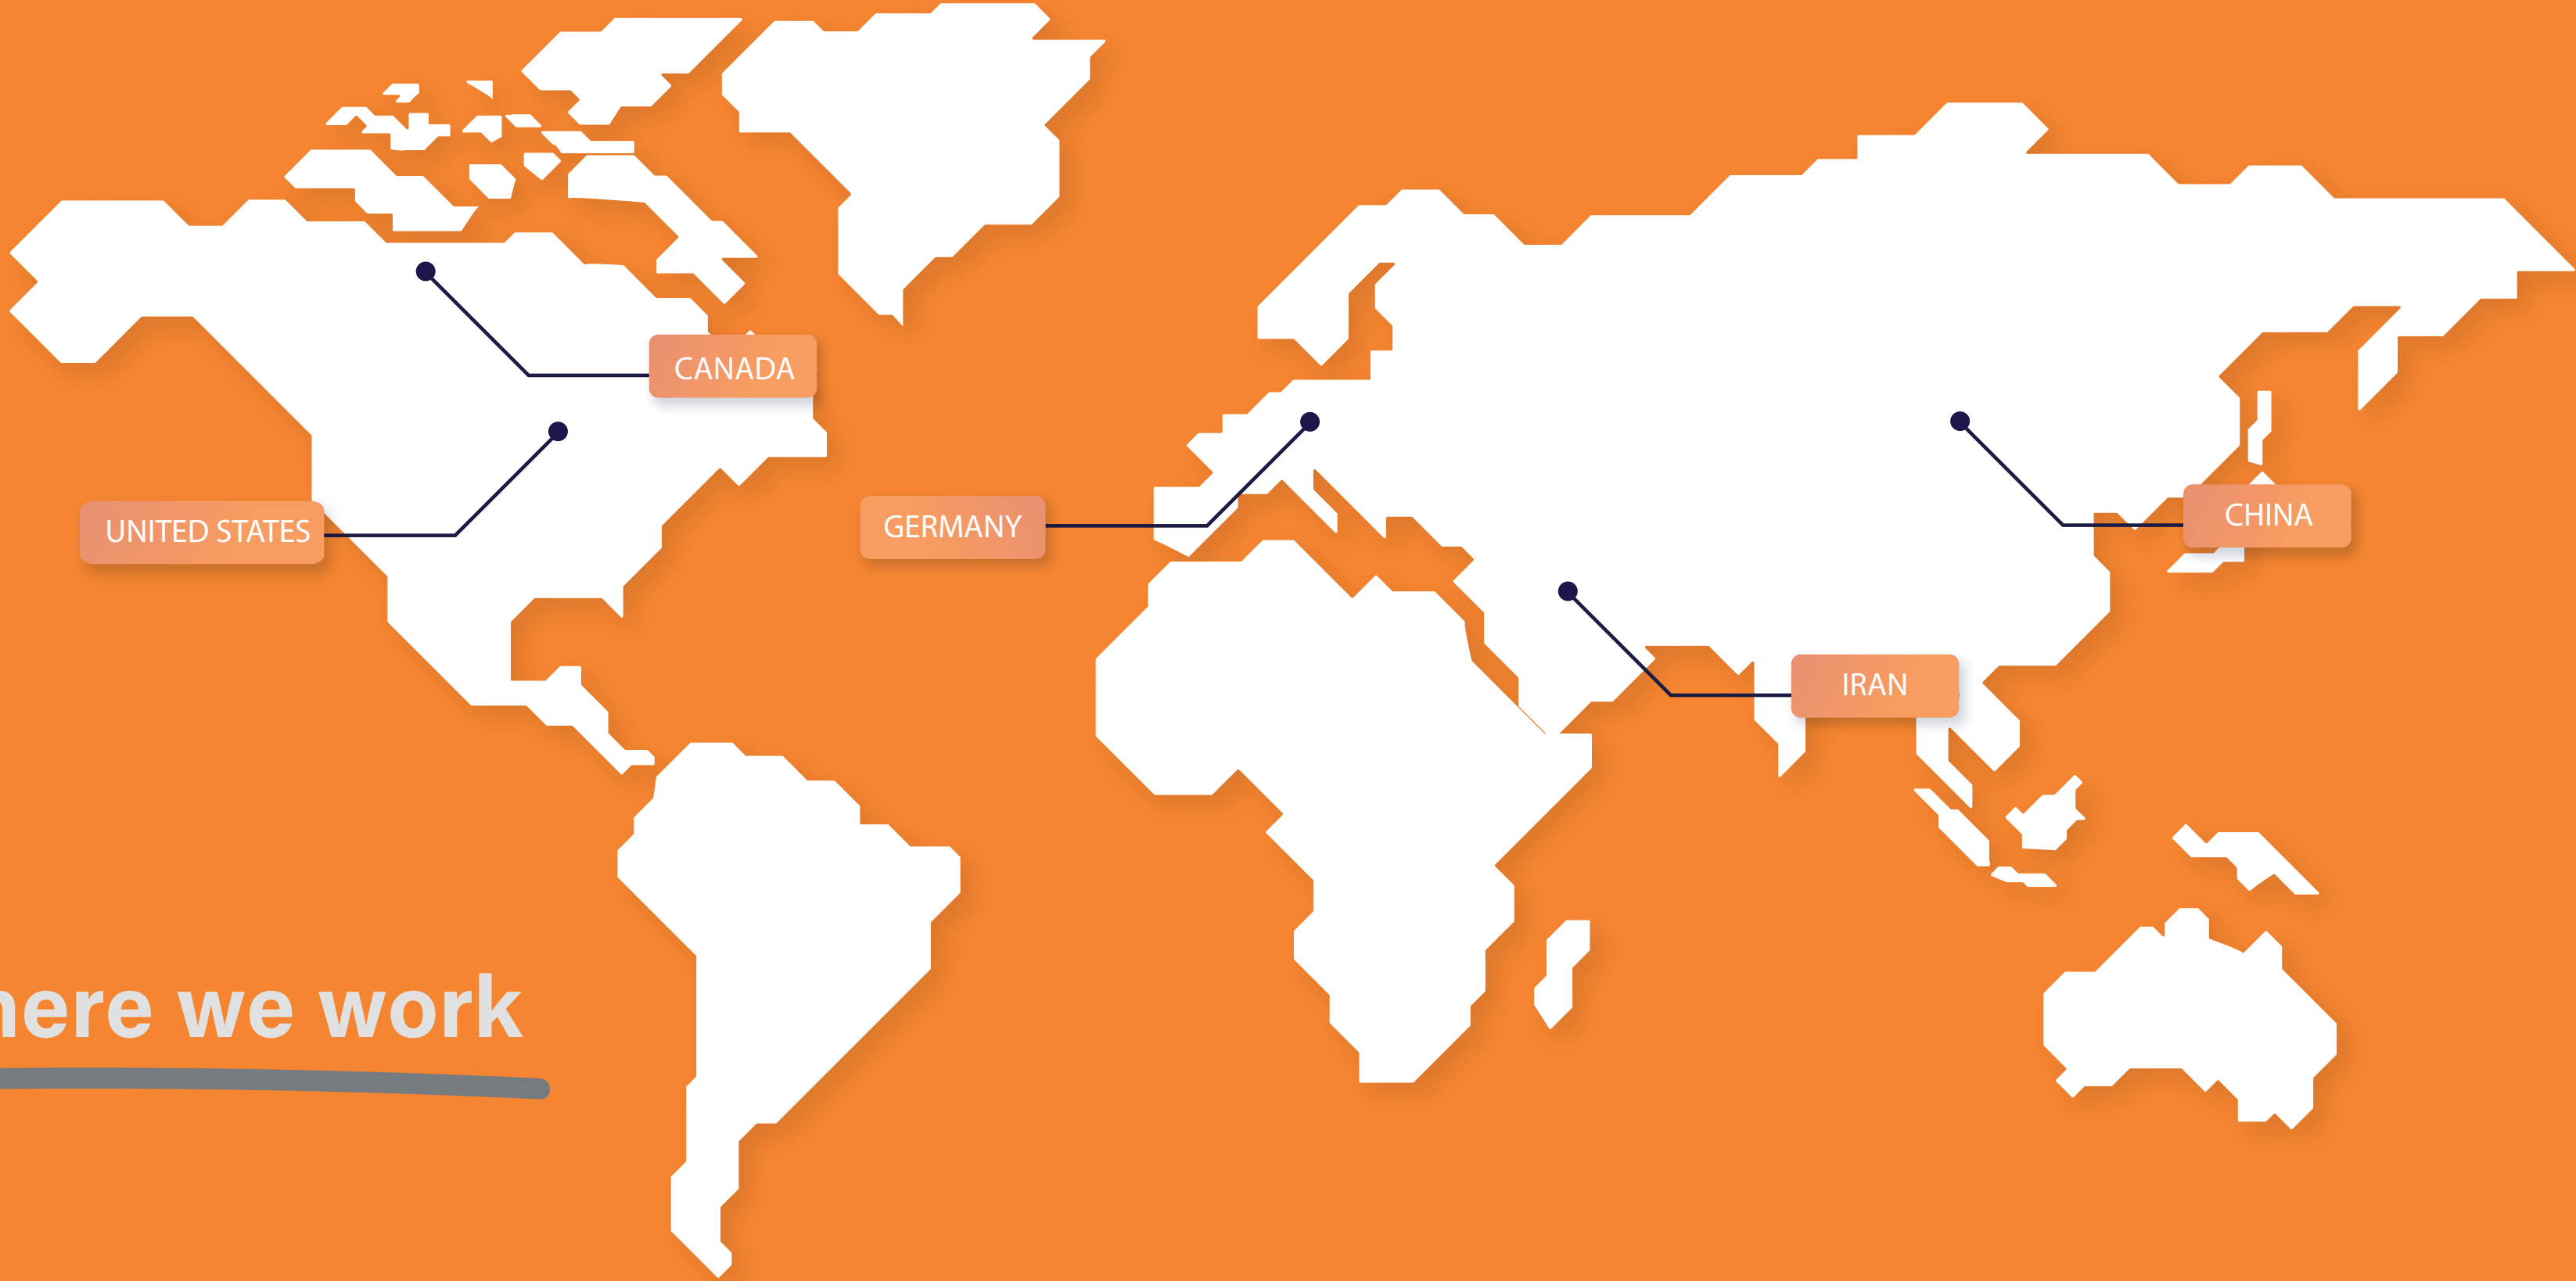 CANADA
UNITED STATES
GERMANY
CHINA
IRAN
here we work